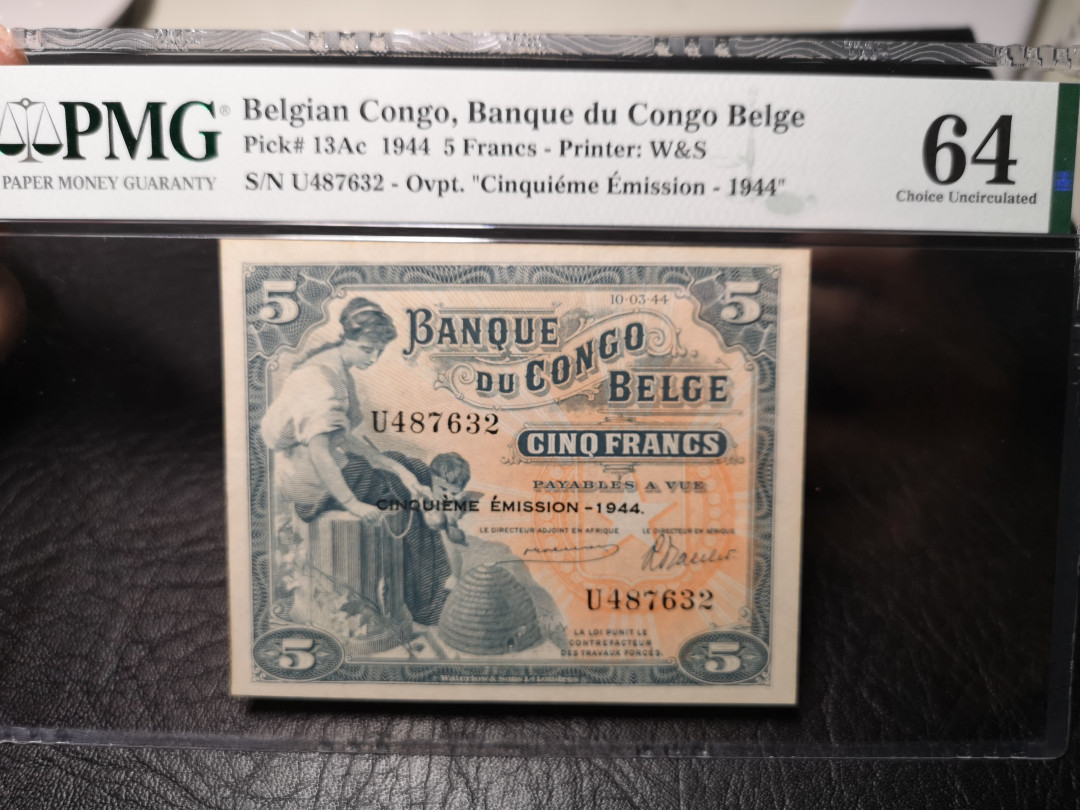 PMG®
PAPER MONEY GUARANTY
Belgian Congo, Banque du Congo Belge
Pick# 13Ac 1944 5 Francs - Printer: W&S
S/N U487632 - Ovpt. "Cinquiéme Émission - 1944"
64
Choice Uncirculated
5
10-03-44
5
BANQUE
DU CONGO
BELGE
U487632
CINQ FRANCS
PAYABLES A VUE
CINQUIÈME ÉMISSION - 1944.
LE DIRECTEUR-ADJOINT EN AFRIQUE LE DIRECTEUR EN AFRIQUE
U487632
LA LOI PUNIT LE
CONTREFACTEUR
DES TRAVAUX FORCÉS.
5
5
Waterlow & Sons